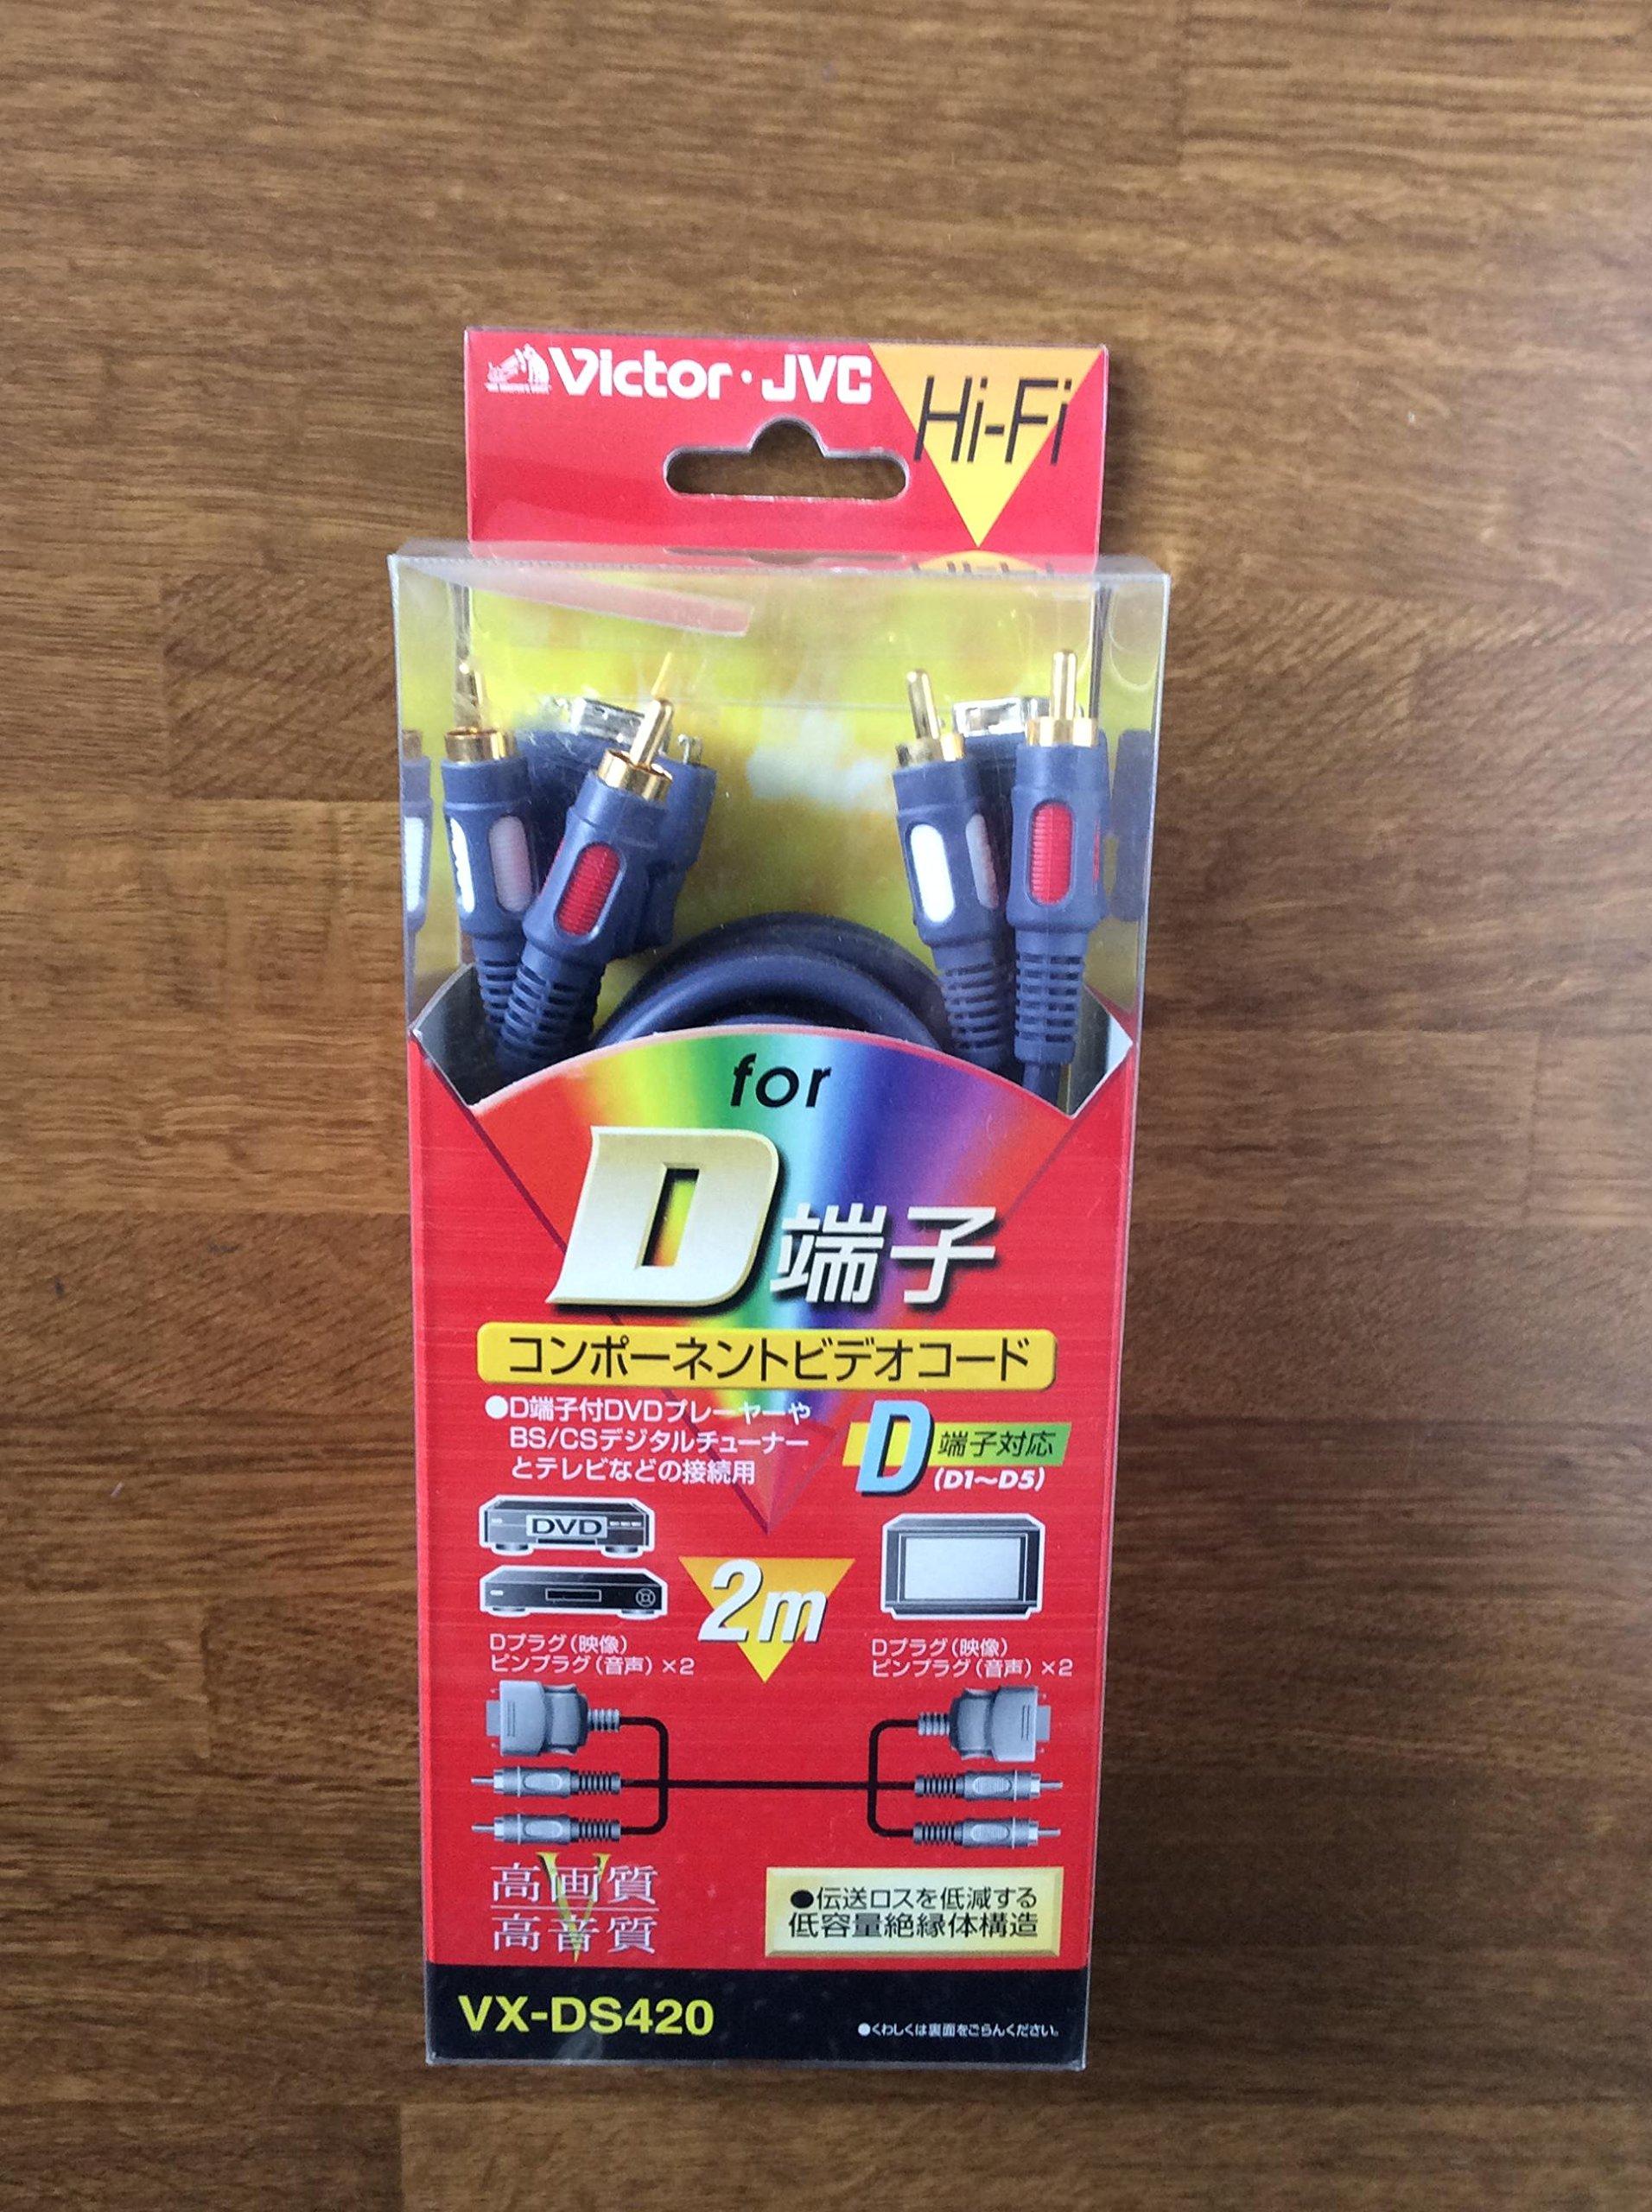 Victor・JVC
Hi-Fi
for
D端子
コンポーネントビデオコード
●D端子付DVDプレーヤーや
BS/CSデジタルチューナー
とテレビなどの接続用
D端子対応
(D1〜D5)
DVD
2m
Dプラグ(映像)
ピンプラグ(音声)×2
Dプラグ(映像)
ピンプラグ(音声)×2
高画質
高音質
V
●伝送ロスを低減する
低容量絶縁体構造
VX-DS420
●くわしくは裏面をごらんください。